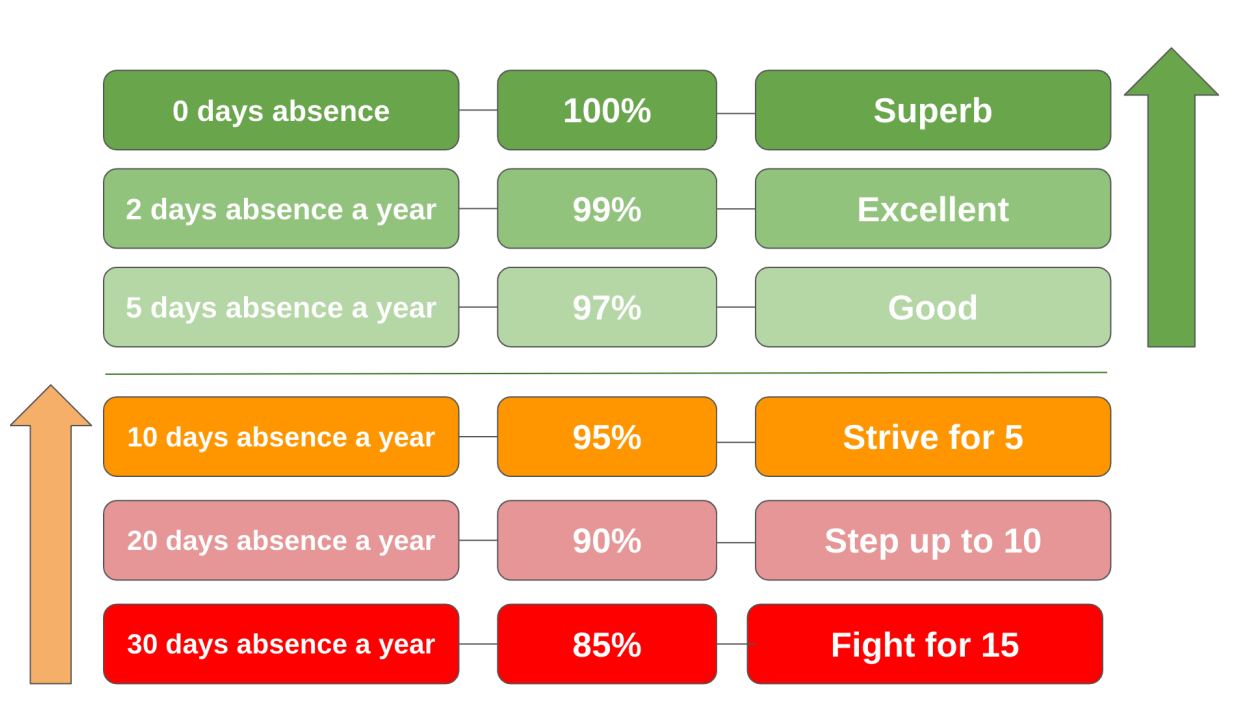 0 days absence 100% Superb
2 days absence a year 99% Excellent
5 days absence a year 97% Good
10 days absence a year 95% Strive for 5
20 days absence a year 90% Step up to 10
30 days absence a year 85% Fight for 15